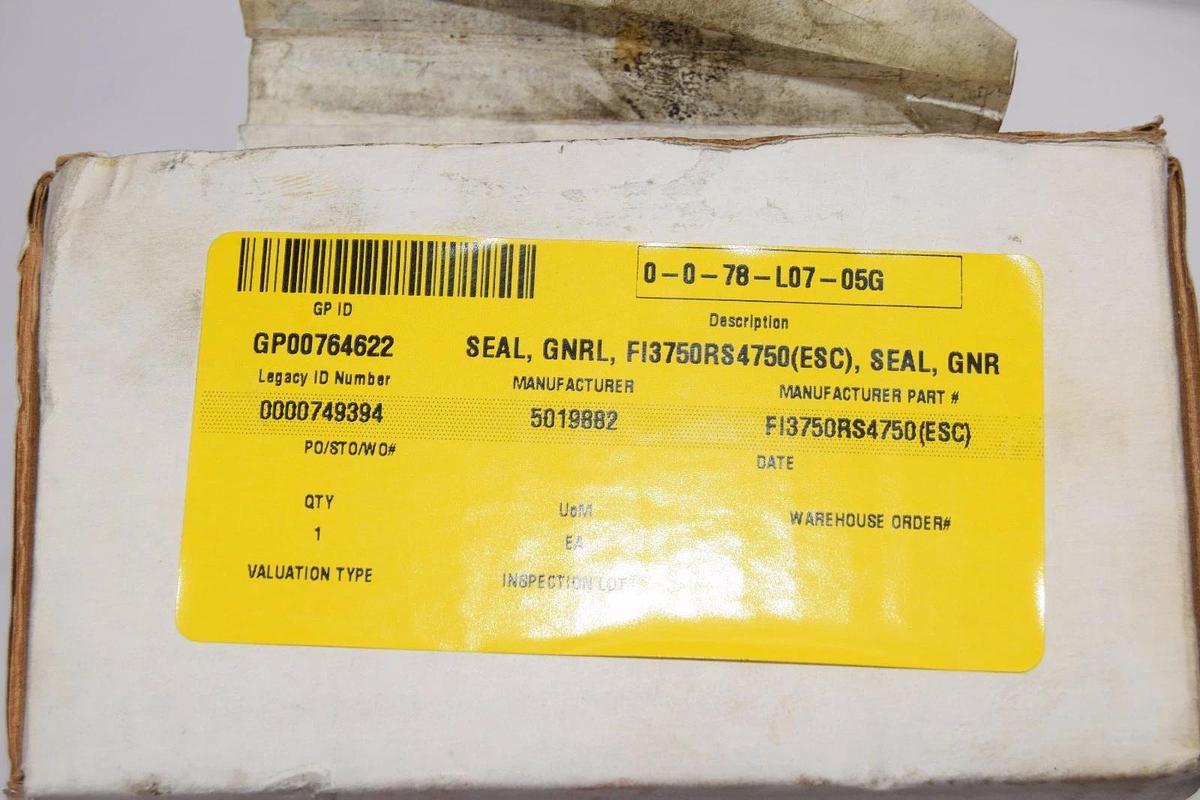 0-0-78-L07-05G
GP ID
Description
GP00764622
SEAL, GNRL, FI3750RS4750(ESC), SEAL, GNR
Legacy ID Number
MANUFACTURER
MANUFACTURER PART #
0000749394
5019882
FI3750RS4750(ESC)
PO/STO/WO#
DATE
QTY
UoM
WAREHOUSE ORDER#
1
EA
VALUATION TYPE
INSPECTION LOT